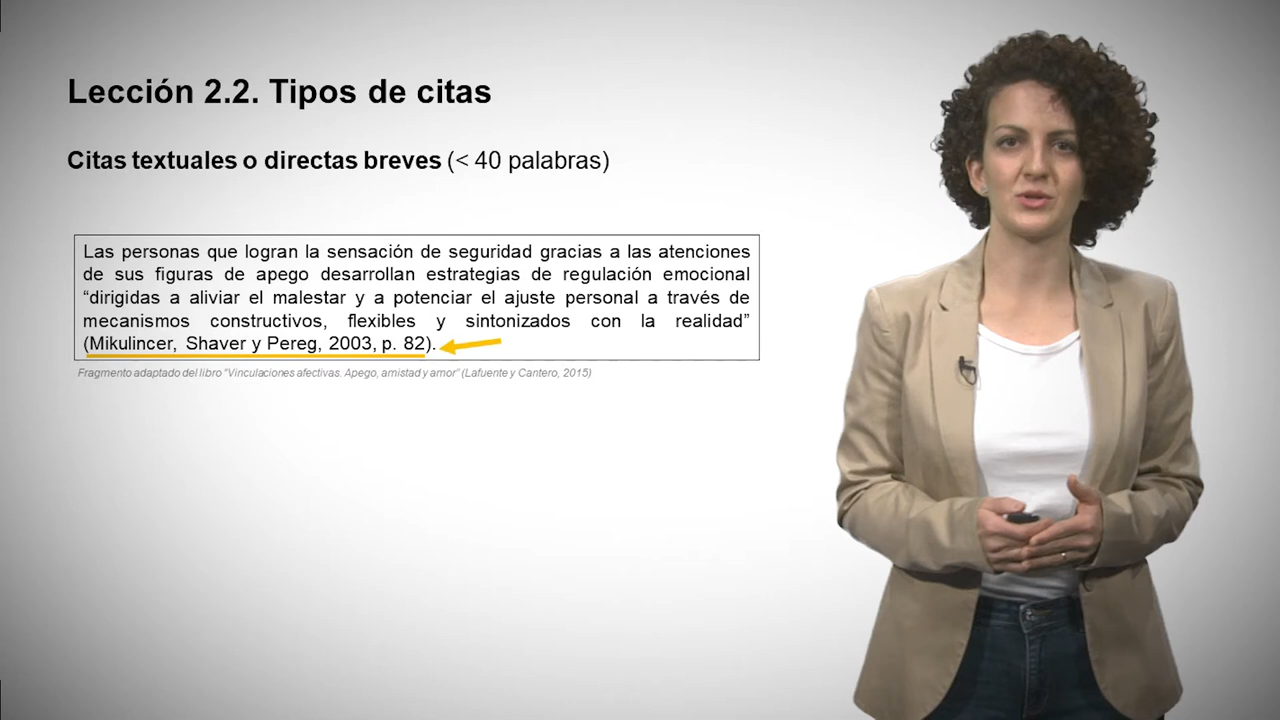 Lección 2.2. Tipos de citas
Citas textuales o directas breves (< 40 palabras)
Las personas que logran la sensación de seguridad gracias a las atenciones
de sus figuras de apego desarrollan estrategias de regulación emocional
“dirigidas a aliviar el malestar y a potenciar el ajuste personal a través de
mecanismos constructivos, flexibles y sintonizados con la realidad”
(Mikulincer, Shaver y Pereg, 2003, p. 82).
Fragmento adaptado del libro “Vinculaciones afectivas. Apego, amistad y amor” (Lafuente y Cantero, 2015)